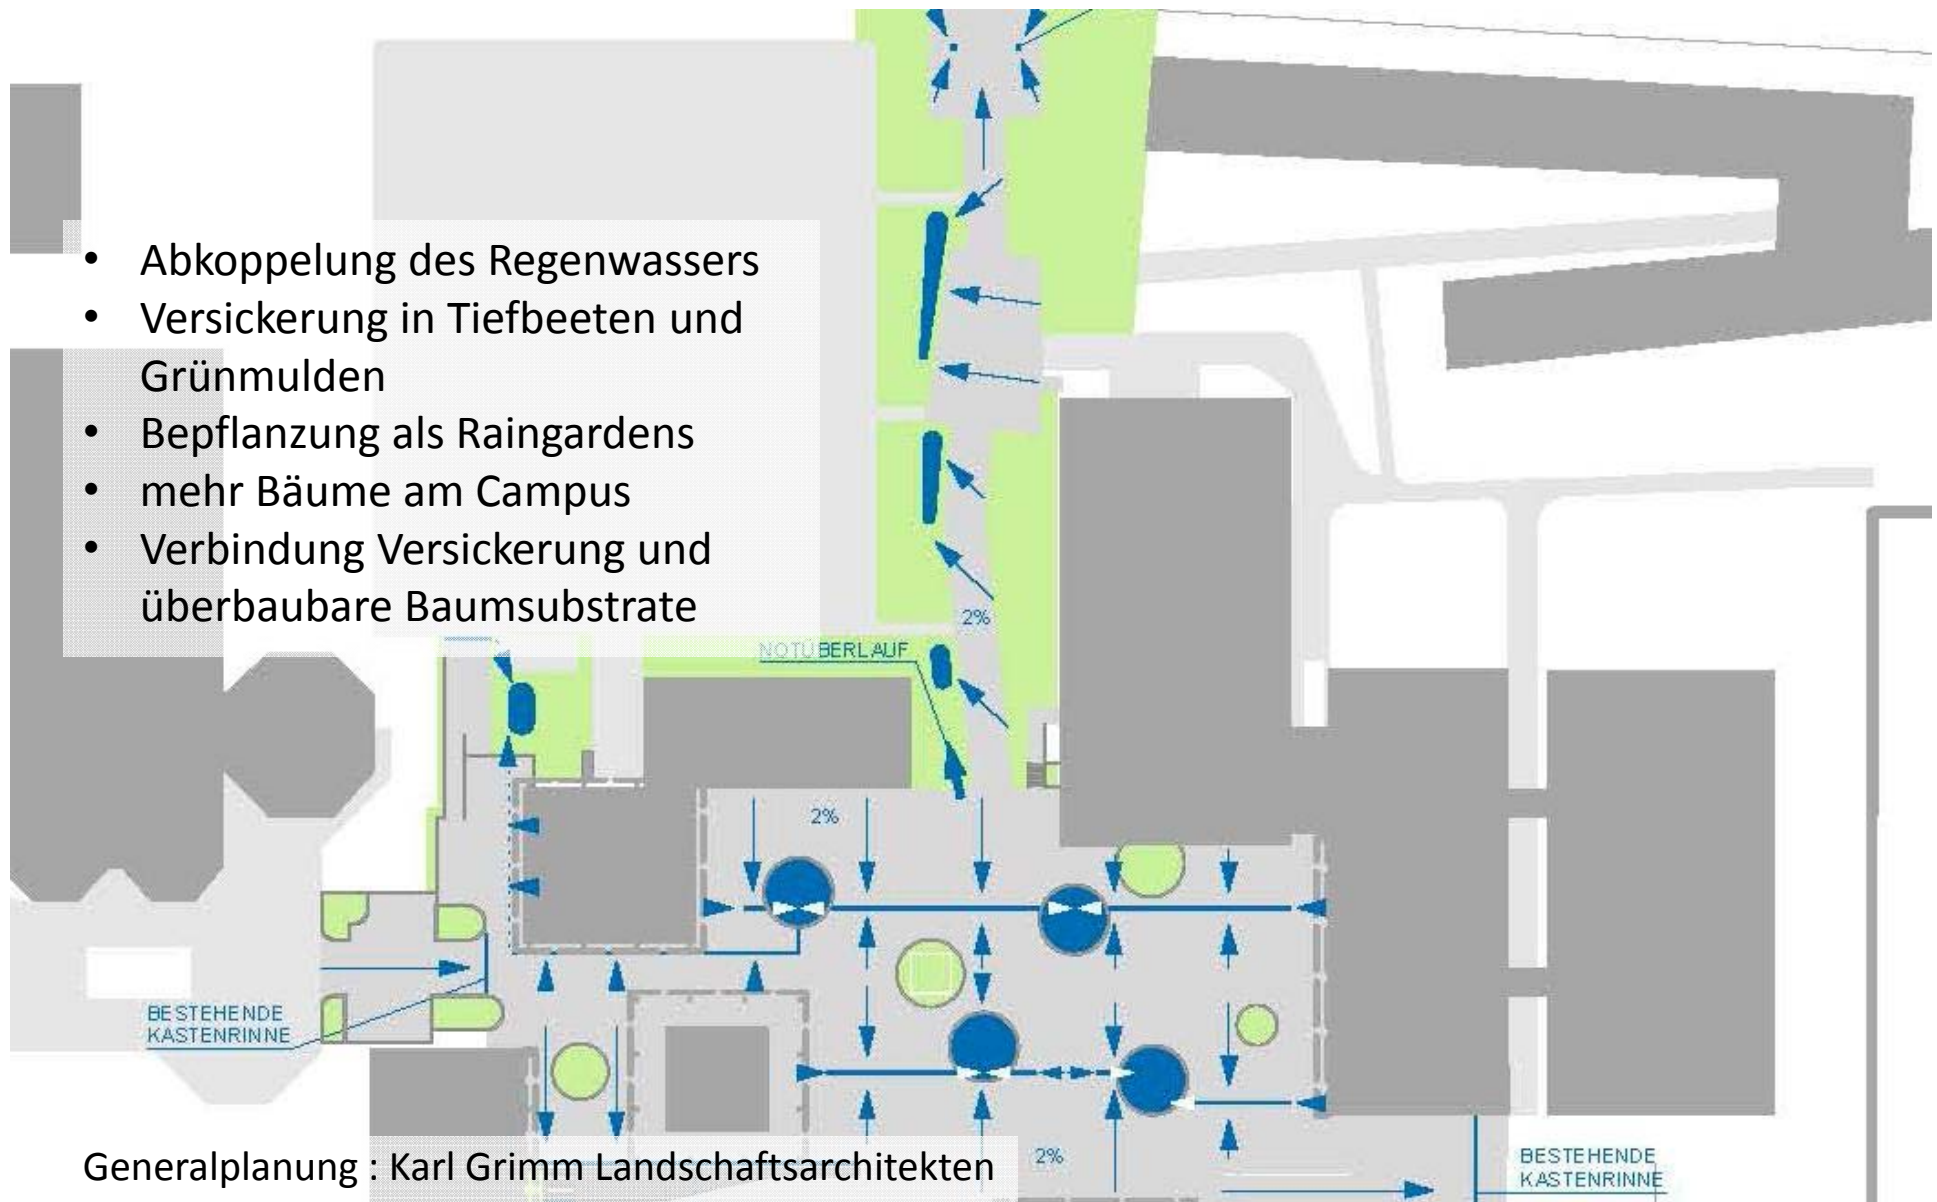 • Abkoppelung des Regenwassers
• Versickerung in Tiefbeeten und
Grünmulden
• Bepflanzung als Raingardens
• mehr Bäume am Campus
• Verbindung Versickerung und
überbaubare Baumsubstrate
2%
NOTÜBERLAUF
2%
BESTEHENDE
KASTENRINNE
2%
BESTEHENDE
KASTENRINNE
Generalplanung : Karl Grimm Landschaftsarchitekten